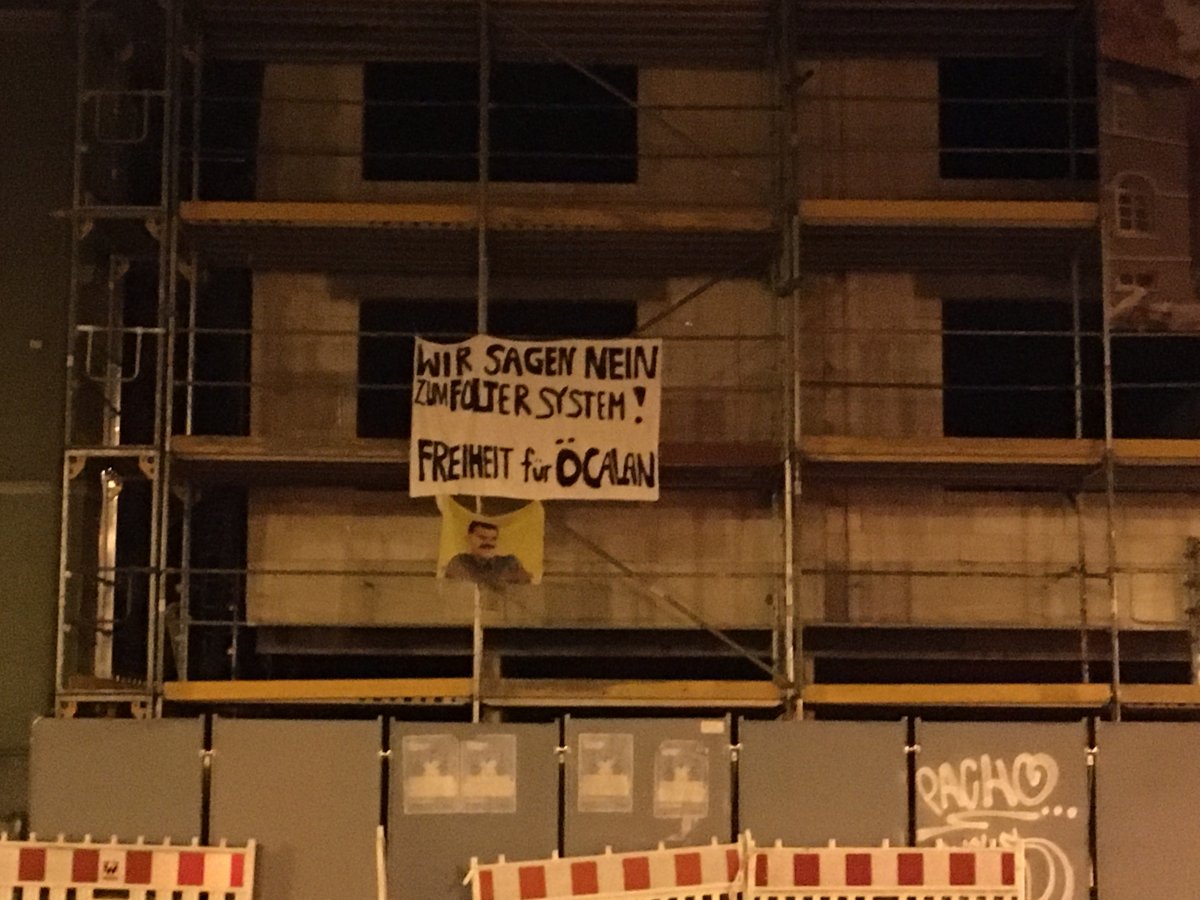 WIR SAGEN NEIN
ZUM FOLTER SYSTEM!
FREIHEIT für ÖCALAN
PACHO...